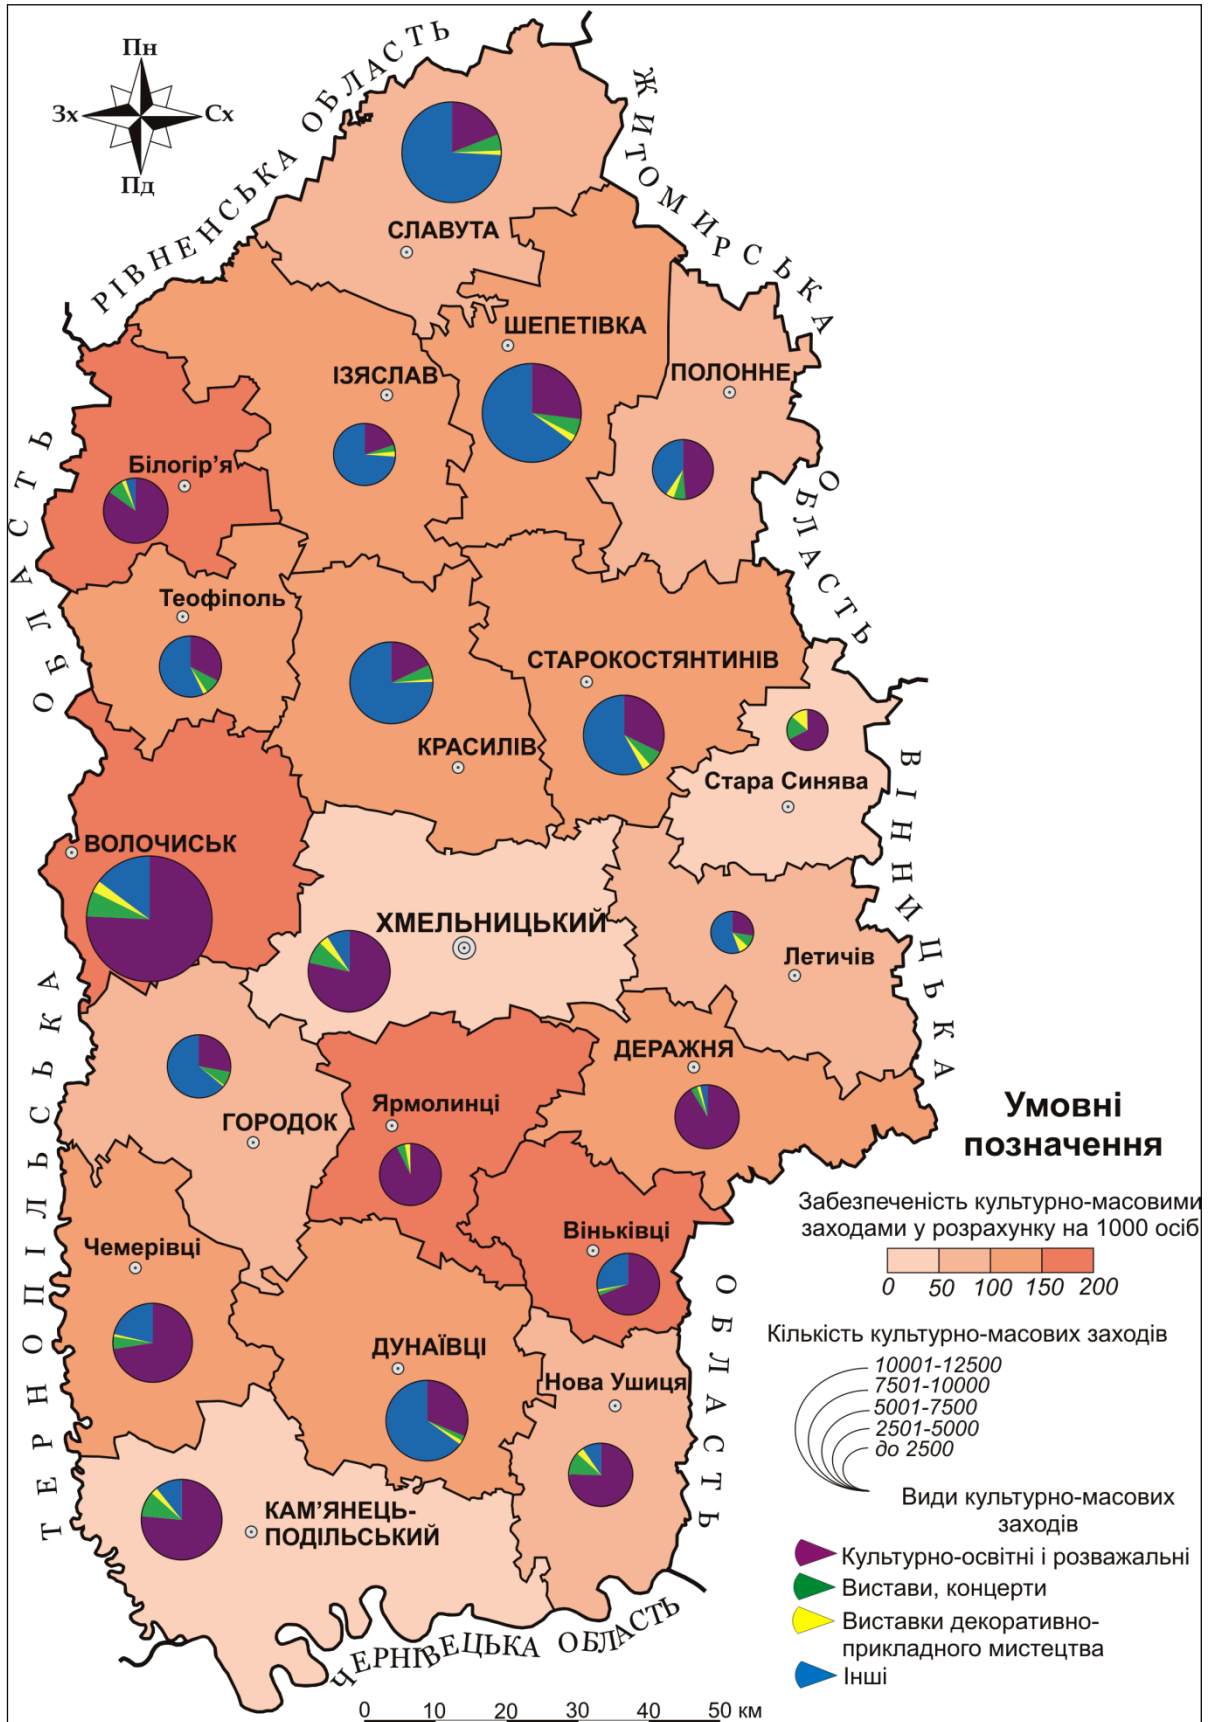 Пн
Зх
Сх
Пд
РІВНЕНСЬКА ОБЛАСТЬ
ЖИТОМИРСЬКА ОБЛАСТЬ
СЛАВУТА
ШЕПЕТІВКА
ІЗЯСЛАВ
ПОЛОННЕ
Білогір’я
Теофіполь
СТАРОКОСТЯНТИНІВ
КРАСИЛІВ
Стара Синява
ВОЛОЧИСЬК
ХМЕЛЬНИЦЬКИЙ
Летичів
ДЕРАЖНЯ
Ярмолинці
ГОРОДОК
Віньківці
Чемерівці
ДУНАЇВЦІ
Нова Ушиця
КАМ’ЯНЕЦЬ-
ПОДІЛЬСЬКИЙ
ТЕРНОПІЛЬСЬКА ОБЛАСТЬ
ВІННИЦЬКА ОБЛАСТЬ
ЧЕРНІВЕЦЬКА ОБЛАСТЬ
0 10 20 30 40 50 км
Умовні
позначення
Забезпеченість культурно-масовими
заходами у розрахунку на 1000 осіб
0 50 100 150 200
Кількість культурно-масових заходів
10001-12500
7501-10000
5001-7500
2501-5000
до 2500
Види культурно-масових
заходів
Культурно-освітні і розважальні
Вистави, концерти
Виставки декоративно-
прикладного мистецтва
Інші